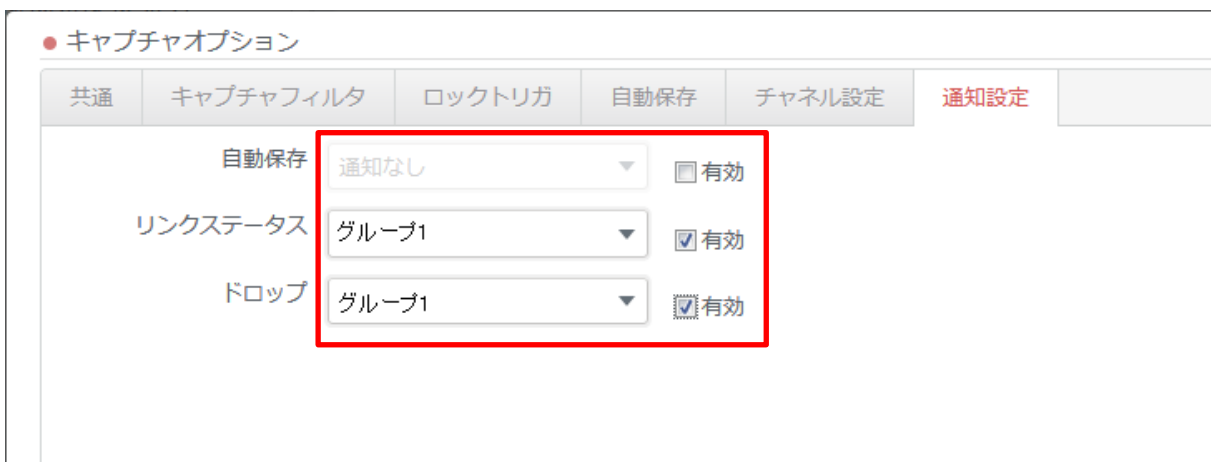 キャプチャオプション
共通 キャプチャフィルタ ロックトリガ 自動保存 チャネル設定 通知設定
自動保存 通知なし 有効
リンクステータス グループ1 有効
ドロップ グループ1 有効